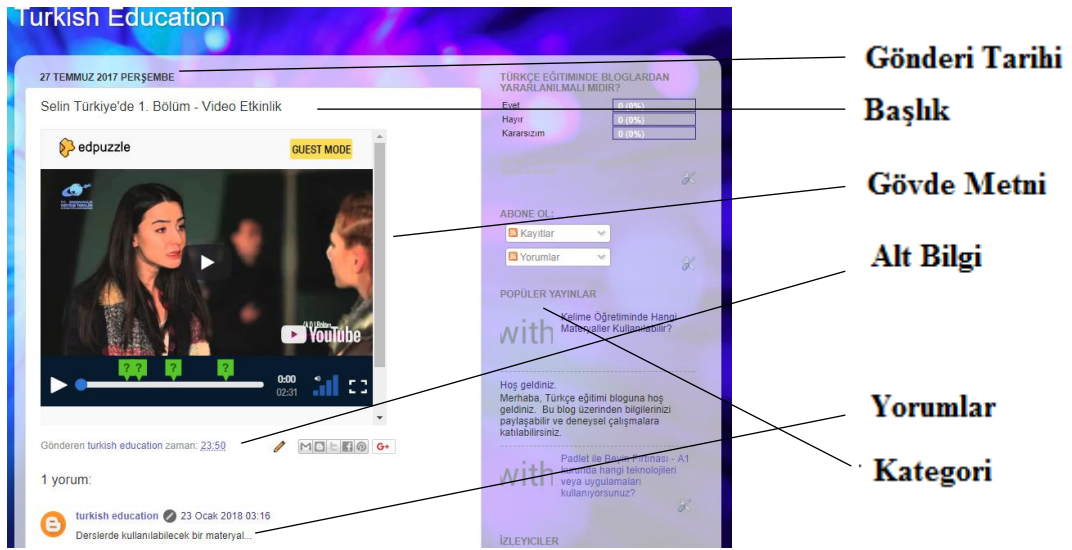 Turkish Education
27 TEMMUZ 2017 PERŞEMBE
Selin Türkiye'de 1. Bölüm - Video Etkinlik
edpuzzle
GUEST MODE
YouTube
? ? ? ?
0:00
02:31
Gönderen turkish education zaman: 23:50
G+
1 yorum:
turkish education 23 Ocak 2018 03:16
Derslerde kullanılabilecek bir materyal...
TÜRKÇE EĞİTİMİNDE BLOGLARDAN
YARARLANILMALI MIDIR?
Evet 0 (0%)
Hayır 0 (0%)
Kararsızım 0 (0%)
ABONE OL:
Kayıtlar
Yorumlar
POPÜLER YAYINLAR
with
Kelime Öğretiminde Hangi
Materyaller Kullanılabilir?
Hoş geldiniz.
Merhaba, Türkçe eğitimi bloguna hoş
geldiniz. Bu blog üzerinden bilgilerinizi
paylaşabilir ve deneysel çalışmalara
katılabilirsiniz.
with
Padlet ile Beyin Fırtınası - A1
kurunda hangi teknolojileri
veya uygulamaları
kullanıyorsunuz?
İZLEYICILER
Gönderi Tarihi
Başlık
Gövde Metni
Alt Bilgi
Yorumlar
Kategori